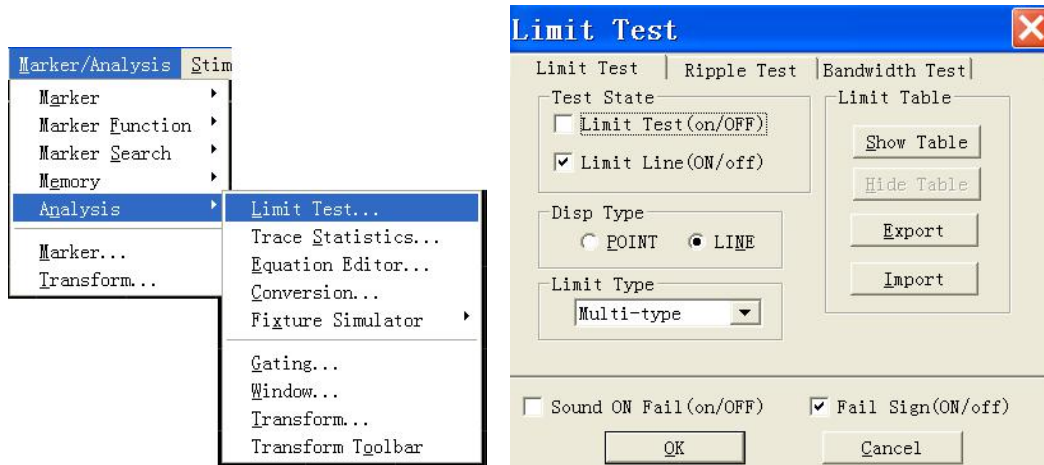 Marker/Analysis Stim
Marker
Marker Function
Marker Search
Memory
Analysis
Marker...
Transform...
Limit Test...
Trace Statistics...
Equation Editor...
Conversion...
Fixture Simulator
Gating...
Window...
Transform...
Transform Toolbar
Limit Test
Limit Test Ripple Test Bandwidth Test
Test State
Limit Test(on/OFF)
Limit Line(ON/off)
Disp Type
POINT LINE
Limit Type
Multi-type
Limit Table
Show Table
Hide Table
Export
Import
Sound ON Fail(on/OFF) Fail Sign(ON/off)
OK Cancel